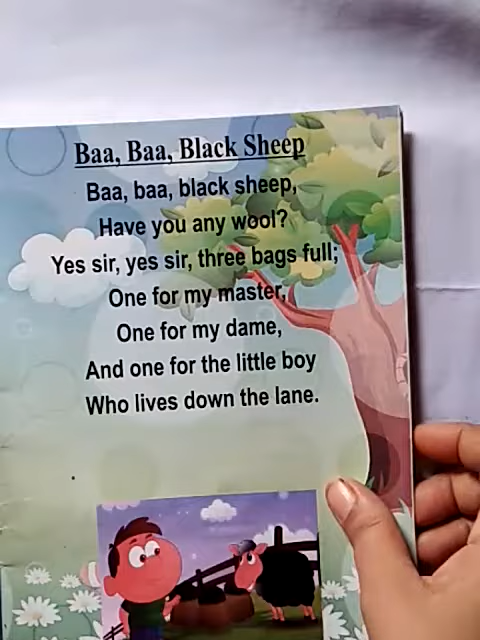 Baa, Baa, Black Sheep
Baa, baa, black sheep,
Have you any wool?
Yes sir, yes sir, three bags full;
One for my master,
One for my dame,
And one for the little boy
Who lives down the lane.